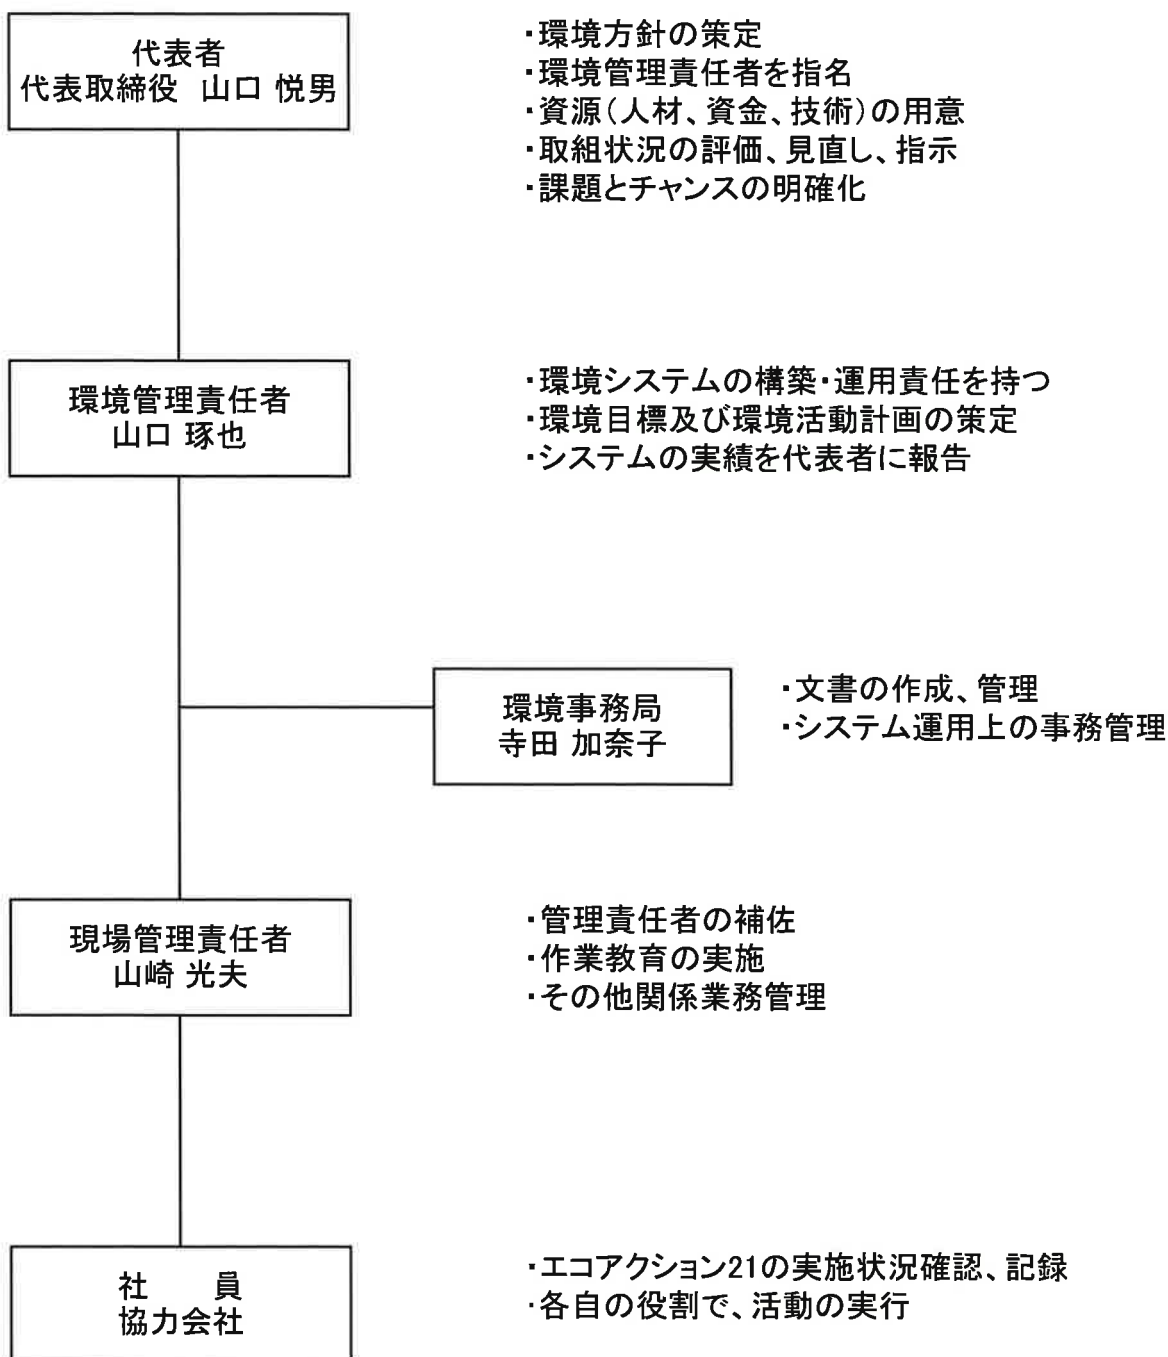 代表者
代表取締役 山口 悦男
・環境方針の策定
・環境管理責任者を指名
・資源(人材、資金、技術)の用意
・取組状況の評価、見直し、指示
・課題とチャンスの明確化
環境管理責任者
山口 琢也
・環境システムの構築・運用責任を持つ
・環境目標及び環境活動計画の策定
・システムの実績を代表者に報告
環境事務局
寺田 加奈子
・文書の作成、管理
・システム運用上の事務管理
現場管理責任者
山崎 光夫
・管理責任者の補佐
・作業教育の実施
・その他関係業務管理
社 員
協力会社
・エコアクション21の実施状況確認、記録
・各自の役割で、活動の実行